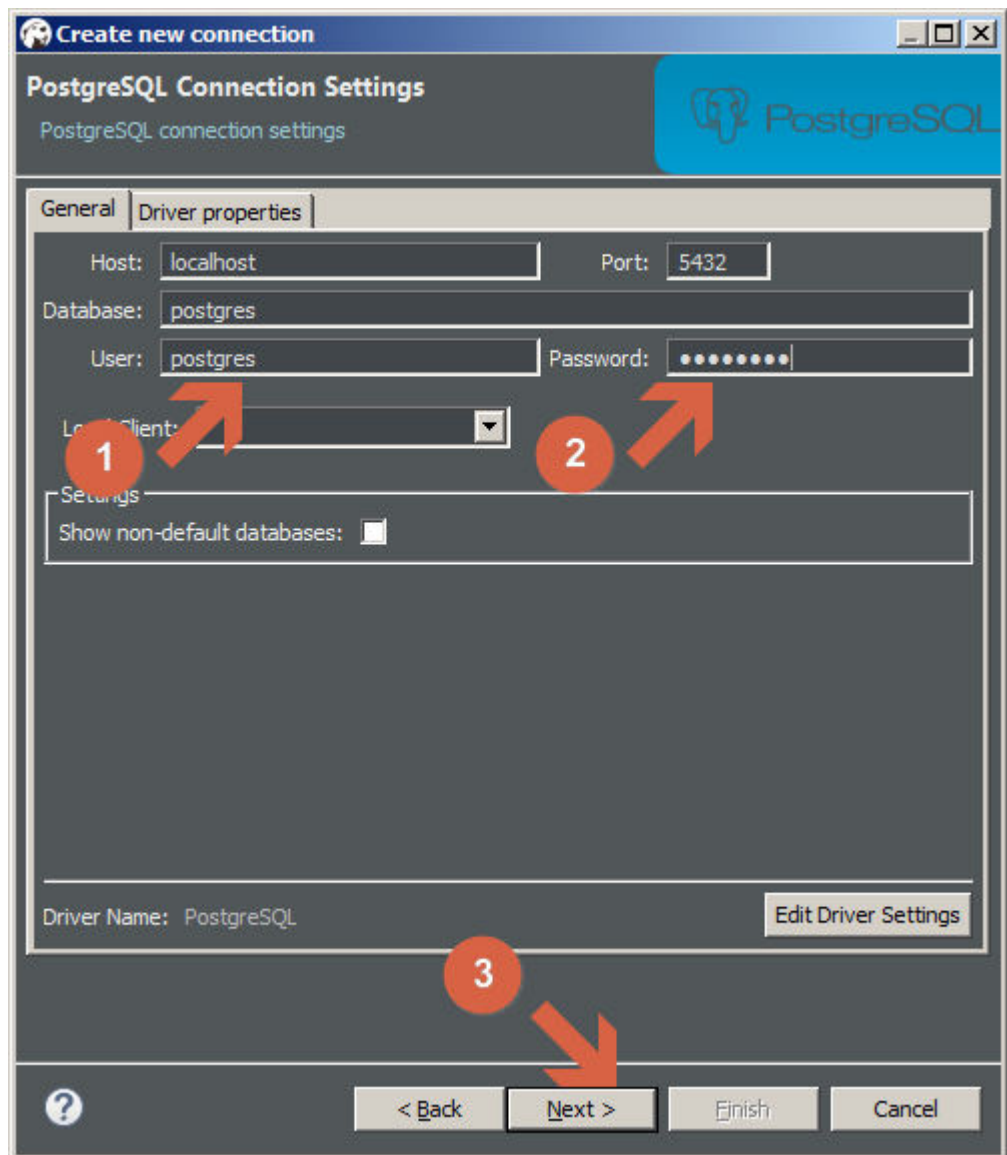 Create new connection
PostgreSQL Connection Settings
PostgreSQL connection settings
PostgreSQL
General Driver properties
Host: localhost Port: 5432
Database: postgres
User: postgres Password: ●●●●●●●●
Client:
1
2
Settings
Show non-default databases:
Driver Name: PostgreSQL Edit Driver Settings
3
? < Back Next > Finish Cancel